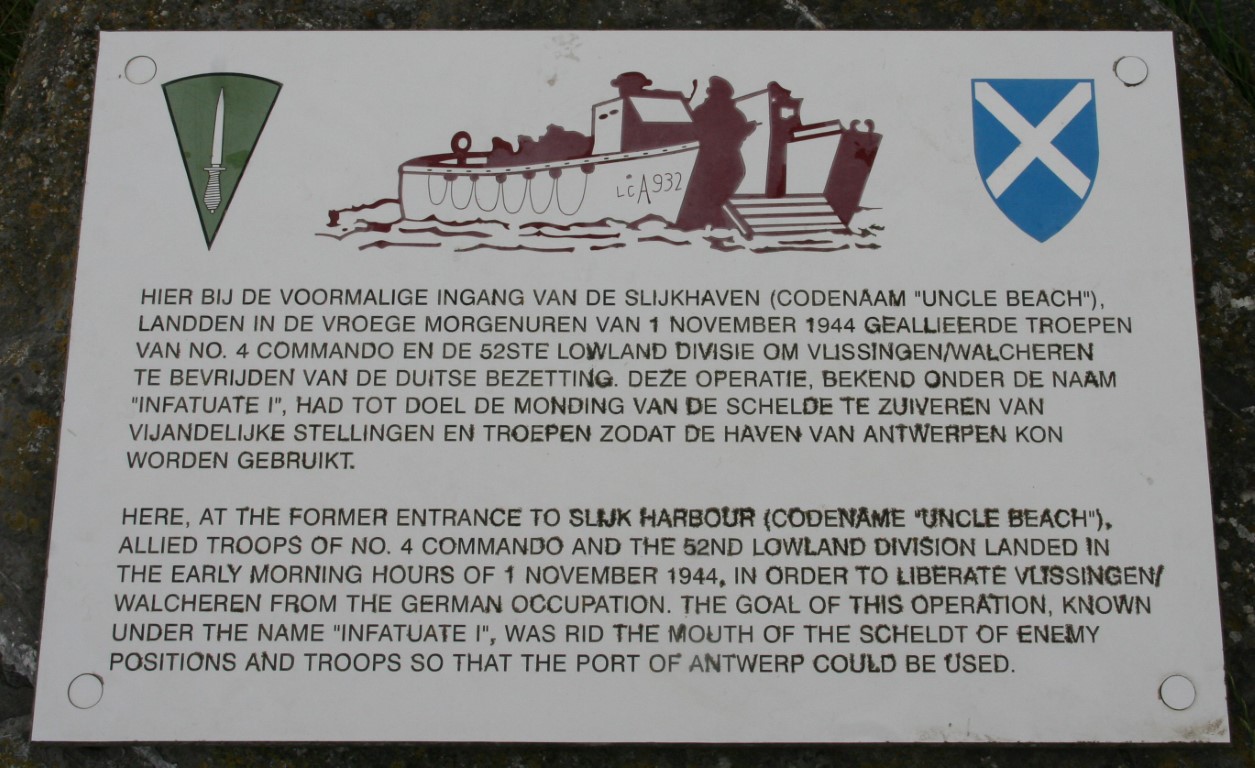 LCA932
HIER BIJ DE VOORMALIGE INGANG VAN DE SLIJKHAVEN (CODENAAM "UNCLE BEACH"),
LANDDEN IN DE VROEGE MORGENUREN VAN 1 NOVEMBER 1944 GEALLIEERDE TROEPEN
VAN NO. 4 COMMANDO EN DE 52STE LOWLAND DIVISIE OM VLISSINGEN/WALCHEREN
TE BEVRIJDEN VAN DE DUITSE BEZETTING. DEZE OPERATIE, BEKEND ONDER DE NAAM
"INFATUATE I", HAD TOT DOEL DE MONDING VAN DE SCHELDE TE ZUIVEREN VAN
VIJANDELIJKE STELLINGEN EN TROEPEN ZODAT DE HAVEN VAN ANTWERPEN KON
WORDEN GEBRUIKT.
HERE, AT THE FORMER ENTRANCE TO SLIJK HARBOUR (CODENAME "UNCLE BEACH"),
ALLIED TROOPS OF NO. 4 COMMANDO AND THE 52ND LOWLAND DIVISION LANDED IN
THE EARLY MORNING HOURS OF 1 NOVEMBER 1944, IN ORDER TO LIBERATE VLISSINGEN/
WALCHEREN FROM THE GERMAN OCCUPATION. THE GOAL OF THIS OPERATION, KNOWN
UNDER THE NAME "INFATUATE I", WAS RID THE MOUTH OF THE SCHELDT OF ENEMY
POSITIONS AND TROOPS SO THAT THE PORT OF ANTWERP COULD BE USED.